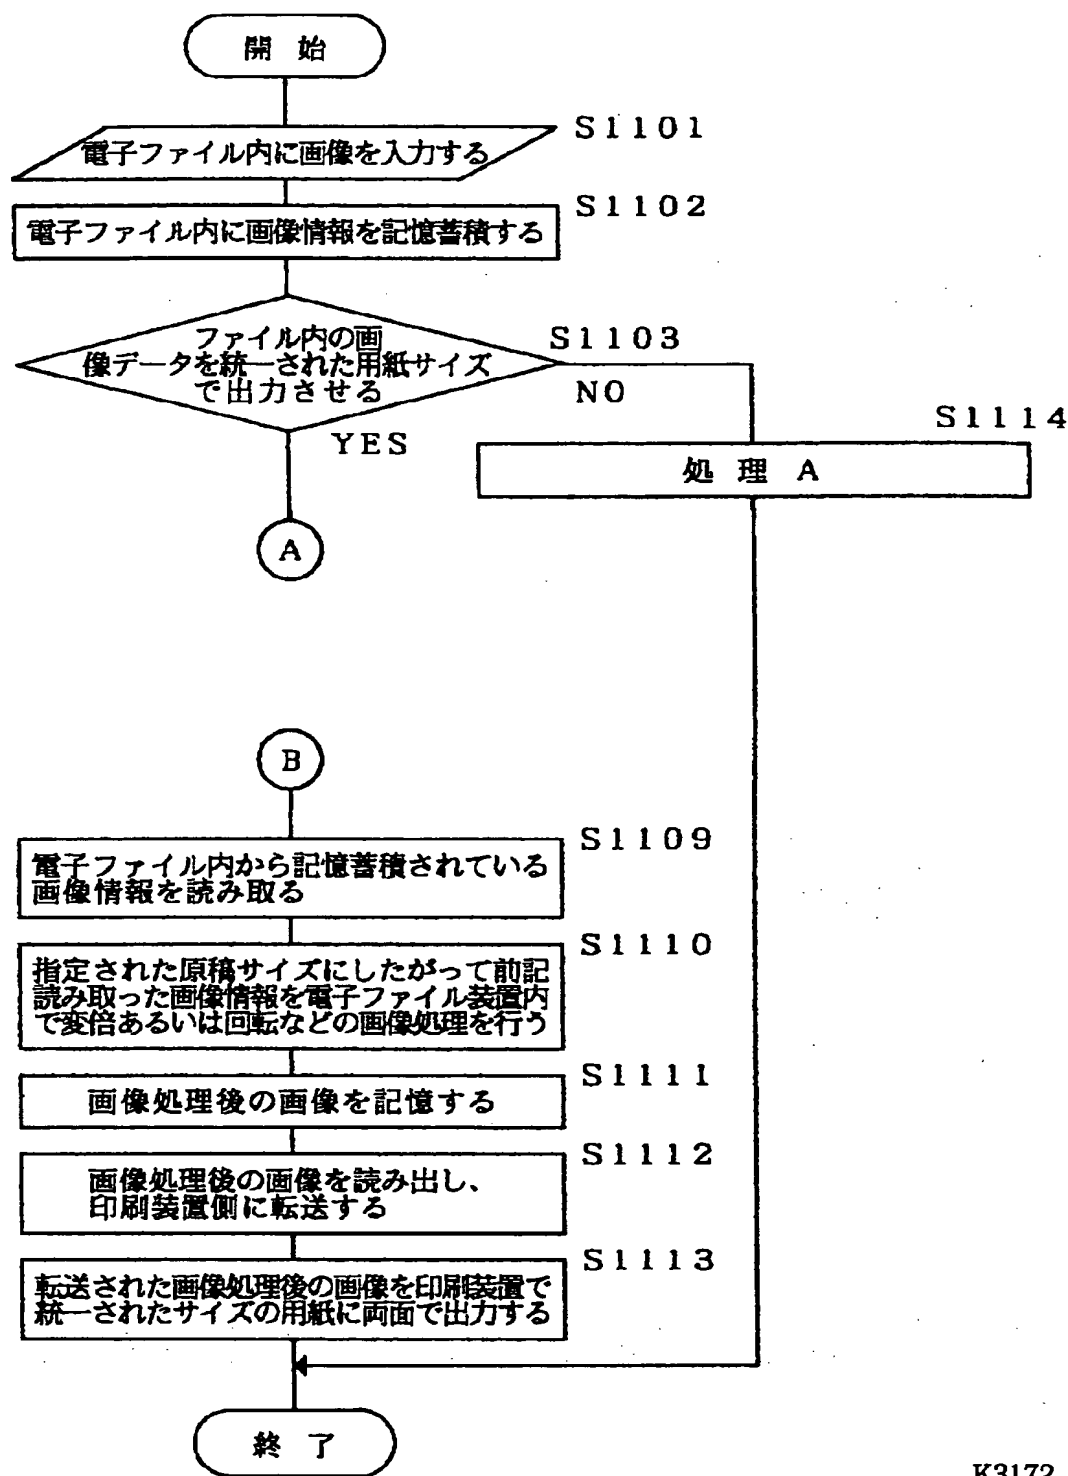 開 始
S1101
電子ファイル内に画像を入力する
S1102
電子ファイル内に画像情報を記憶蓄積する
S1103
ファイル内の画
像データを統一された用紙サイズ
で出力させる
NO
YES
S1114
処 理 A
A
B
S1109
電子ファイル内から記憶蓄積されている
画像情報を読み取る
S1110
指定された原稿サイズにしたがって前記
読み取った画像情報を電子ファイル装置内
で変倍あるいは回転などの画像処理を行う
S1111
画像処理後の画像を記憶する
S1112
画像処理後の画像を読み出し、
印刷装置側に転送する
S1113
転送された画像処理後の画像を印刷装置で
統一されたサイズの用紙に両面で出力する
終 了
K3172